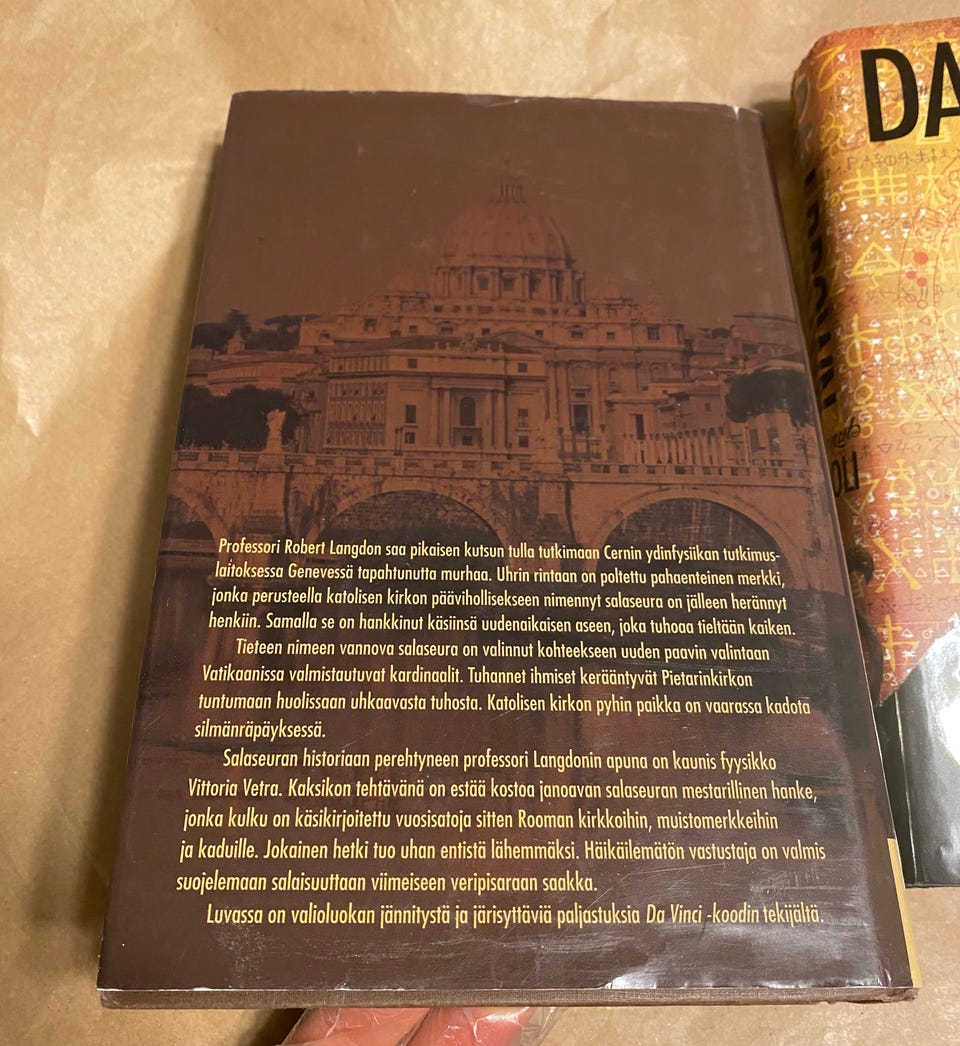 Professori Robert Langdon saa pikaisen kutsun tulla tutkimaan Cernin ydinfysiikan tutkimus-
laitoksessa Genevessä tapahtunutta murhaa. Uhrin rintaan on poltettu pahaenteinen merkki,
jonka perusteella katolisen kirkon päävihollisekseen nimennyt salaseura on jälleen herännyt
henkiin. Samalla se on hankkinut käsiinsä uudenaikaisen aseen, joka tuhoaa tieltään kaiken.
Tieteen nimeen vannova salaseura on valinnut kohteekseen uuden paavin valintaan
Vatikaanissa valmistautuvat kardinaalit. Tuhannet ihmiset kerääntyvät Pietarinkirkon
tuntumaan huolissaan uhkaavasta tuhosta. Katolisen kirkon pyhin paikka on vaarassa kadota
silmänräpäyksessä.
Salaseuran historiaan perehtyneen professori Langdonin apuna on kaunis fyysikko
Vittoria Vetra. Kaksikon tehtävänä on estää kostoa janoavan salaseuran mestarillinen hanke,
jonka kulku on käsikirjoitettu vuosisatoja sitten Rooman kirkkoihin, muistomerkkeihin
ja kaduille. Jokainen hetki tuo uhan entistä lähemmäksi. Häikäilemätön vastustaja on valmis
suojelemaan salaisuuttaan viimeiseen veripisaraan saakka.
Luvassa on valioluokan jännitystä ja järisyttäviä paljastuksia Da Vinci -koodin tekijältä.
DA